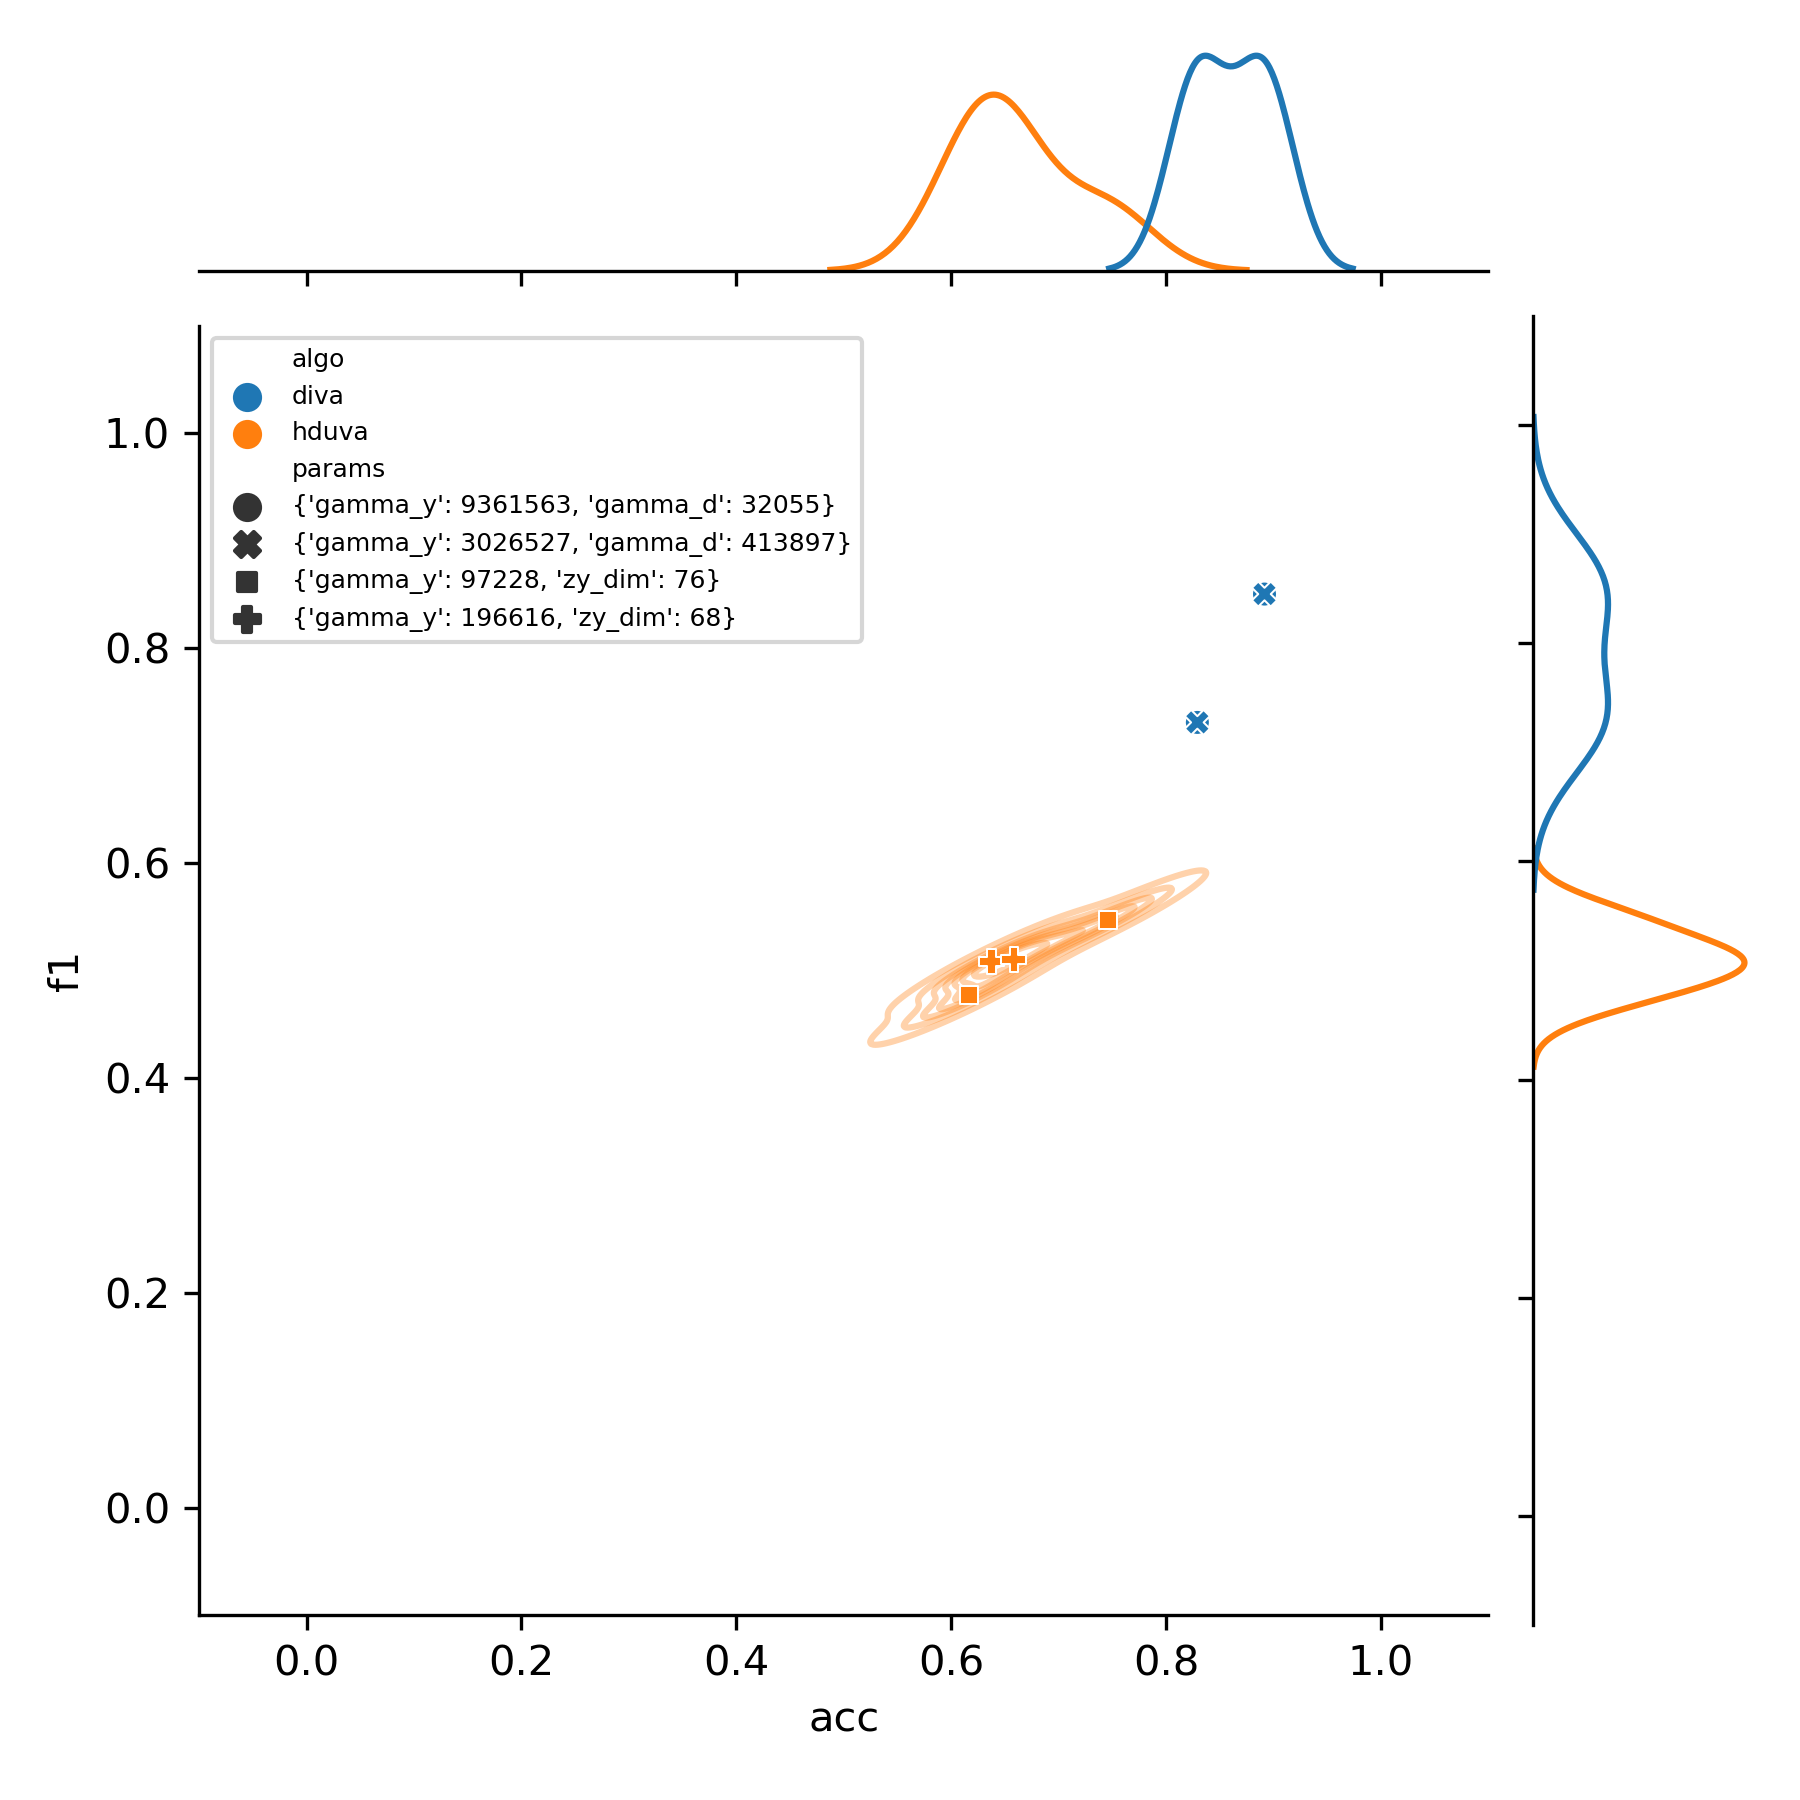 algo
diva
hduva
params
{'gamma_y': 9361563, 'gamma_d': 32055}
{'gamma_y': 3026527, 'gamma_d': 413897}
{'gamma_y': 97228, 'zy_dim': 76}
{'gamma_y': 196616, 'zy_dim': 68}
1.0
0.8
0.6
0.4
0.2
0.0
f1
0.0 0.2 0.4 0.6 0.8 1.0
acc